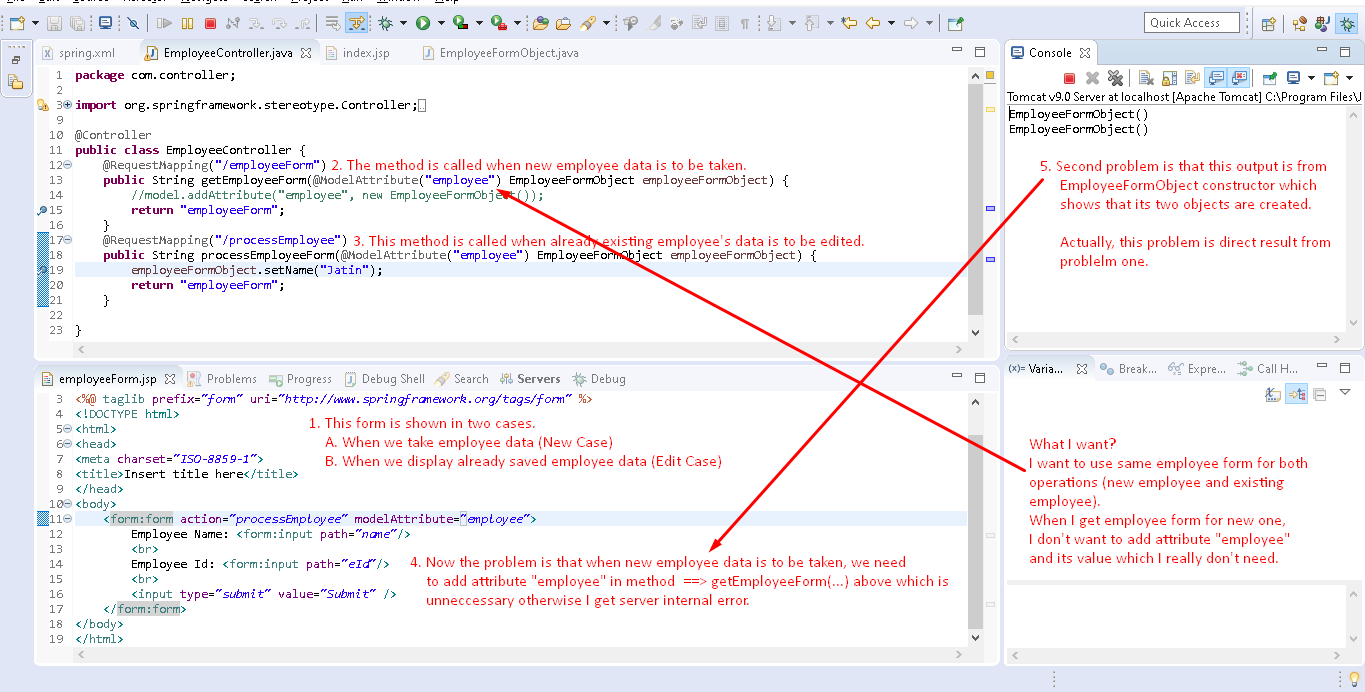 Quick Access
spring.xml
EmployeeController.java
index.jsp
EmployeeFormObject.java
1 package com.controller;
2
3 import org.springframework.stereotype.Controller;
9
10 @Controller
11 public class EmployeeController {
12 @RequestMapping("/employeeForm") 2. The method is called when new employee data is to be taken.
13 public String getEmployeeForm(@ModelAttribute("employee") EmployeeFormObject employeeFormObject) {
14 //model.addAttribute("employee", new EmployeeFormObject());
15 return "employeeForm";
16 }
17 @RequestMapping("/processEmployee") 3. This method is called when already existing employee's data is to be edited.
18 public String processEmployeeForm(@ModelAttribute("employee") EmployeeFormObject employeeFormObject) {
19 employeeFormObject.setName("Jatin");
20 return "employeeForm";
21 }
22
23 }
Console
Tomcat v9.0 Server at localhost [Apache Tomcat] C:\Program Files\J
EmployeeFormObject()
EmployeeFormObject()
5. Second problem is that this output is from
EmployeeFormObject constructor which
shows that its two objects are created.
Actually, this problem is direct result from
problelm one.
employeeForm.jsp
Problems
Progress
Debug Shell
Search
Servers
Debug
3 <%@ taglib prefix="form" uri="http://www.springframework.org/tags/form" %>
4 <!DOCTYPE html>
5 <html>
6 <head>
7 <meta charset="ISO-8859-1">
8 <title>Insert title here</title>
9 </head>
10 <body>
11 <form:form action="processEmployee" modelAttribute="employee">
12 Employee Name: <form:input path="name"/>
13 <br>
14 Employee Id: <form:input path="eId"/>
15 <br>
16 <input type="submit" value="Submit" />
17 </form:form>
18 </body>
19 </html>
1. This form is shown in two cases.
A. When we take employee data (New Case)
B. When we display already saved employee data (Edit Case)
4. Now the problem is that when new employee data is to be taken, we need
to add attribute "employee" in method ==> getEmployeeForm(...) above which is
unneccessary otherwise I get server internal error.
(x)= Varia...
Break...
Expre...
Call H...
What I want?
I want to use same employee form for both
operations (new employee and existing
employee).
When I get employee form for new one,
I don't want to add attribute "employee"
and its value which I really don't need.